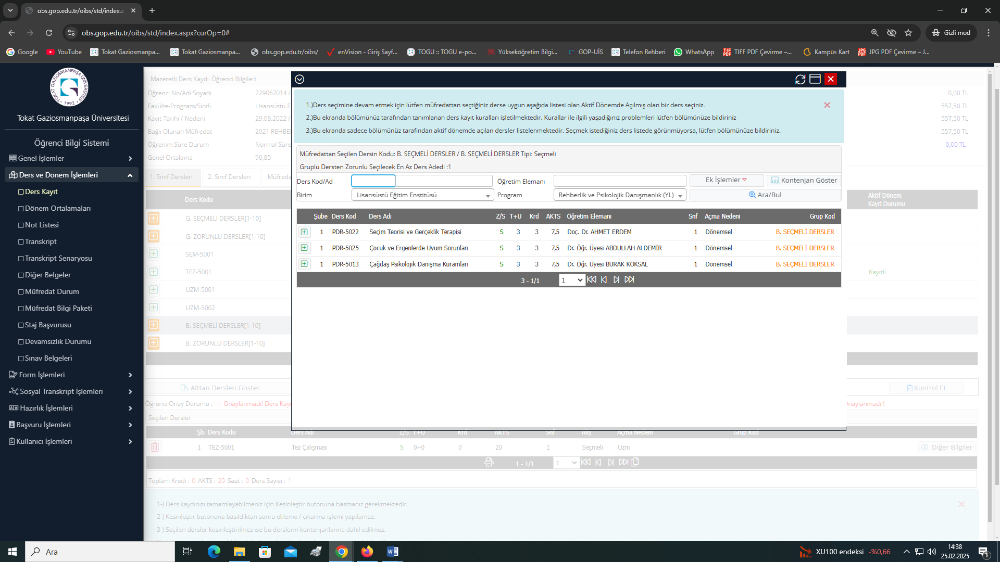 obs.gop.edu.tr/oibs/std/index.a
obs.gop.edu.tr/oibs/std/index.aspx?curOp=0#
Gizli mod
Google YouTube Tokat Gaziosmanpa... Tokat Gaziosmanpa... obs.gop.edu.tr/oibs/ enVision - Giriş Sayf... TOGU :: TOGU e-po... Yükseköğretim Bilgi... GOP-UİS Telefon Rehberi WhatsApp TIFF PDF Çevirme –... Kampüs Kart JPG PDF Çevirme – J...
TOKAT GAZİOSMANPAŞA ÜNİVERSİTESİ
1992
Tokat Gaziosmanpaşa Üniversitesi
Öğrenci Bilgi Sistemi
Genel İşlemler
Ders ve Dönem İşlemleri
Ders Kayıt
Dönem Ortalamaları
Not Listesi
Transkript
Transkript Senaryosu
Diğer Belgeler
Müfredat Durum
Müfredat Bilgi Paketi
Staj Başvurusu
Devamsızlık Durumu
Sınav Belgeleri
Form İşlemleri
Sosyal Transkript İşlemleri
Hazırlık İşlemleri
Başvuru İşlemleri
Kullanıcı İşlemleri
Mazeretli Ders Kaydı Öğrenci Bilgileri
Öğrenci No/Adı Soyadı 229067014 / 0,00 TL
Fakülte-Program/Sınıfı Lisansüstü E 557,50 TL
Kayıt Tarihi / Nedeni 29.08.2022 / 557,50 TL
Bağlı Olunan Müfredat 2021 REHBE 557,50 TL
Öğrenim Süre Durum Normal Süre 0,00 TL
Genel Ortalama 90,85
1. Sınıf Dersleri 2. Sınıf Dersleri Müfreda
Ders Kodu Aktif Dönem
Kayıt Durumu
G. SEÇMELİ DERSLER[1-10]
G. ZORUNLU DERSLER[1-10]
SEM-5001
TEZ-5001 Kayıtlı
UZM-5001
UZM-5002
B. SEÇMELİ DERSLER[1-10]
B. ZORUNLU DERSLER[1-10]
1.)Ders seçimine devam etmek için lütfen müfredattan seçtiğiniz derse uygun aşağıda listesi olan Aktif Dönemde Açılmış olan bir ders seçiniz.
2.)Bu ekranda bölümünüz tarafından tanımlanan ders kayıt kuralları işletilmektedir. Kurallar ile ilgili yaşadığınız problemleri lütfen bölümünüze bildiriniz
3.)Bu ekranda sadece bölümünüz tarafından aktif dönemde açılan dersler listelenmektedir. Seçmek istediğiniz ders listede görünmüyorsa, lütfen bölümünüze bildiriniz.
Müfredattan Seçilen Dersin Kodu: B. SEÇMELİ DERSLER / B. SEÇMELİ DERSLER Tipi: Seçmeli
Gruplu Dersten Zorunlu Seçilecek En Az Ders Adedi :1
Ders Kod/Ad Öğretim Elemanı Ek İşlemler Kontenjan Göster
Birim Lisansüstü Eğitim Enstitüsü Program Rehberlik ve Psikolojik Danışmanlık (YL) Ara/Bul
Şube Ders Kod Ders Adı Z/S T+U Krd AKTS Öğretim Elemanı Snf Açma Nedeni Grup Kod
1 PDR-5022 Seçim Teorisi ve Gerçeklik Terapisi S 3 3 7,5 Doç. Dr. AHMET ERDEM 1 Dönemsel B. SEÇMELİ DERSLER
1 PDR-5025 Çocuk ve Ergenlerde Uyum Sorunları S 3 3 7,5 Dr. Öğr. Üyesi ABDULLAH ALDEMİR 1 Dönemsel B. SEÇMELİ DERSLER
1 PDR-5013 Çağdaş Psikolojik Danışma Kuramları S 3 3 7,5 Dr. Öğr. Üyesi BURAK KÖKSAL 1 Dönemsel B. SEÇMELİ DERSLER
3 - 1/1 1
Alttan Dersleri Göster Kontrol Et
Öğrenci Onay Durumu : Onaylanmadı! Ders Kayı naylanmadı !
Seçilen Dersler
Şb. Ders Kodu Ders Adı Z/S T+U Krd AKTS Snf Alış Açma Nedeni Grup Kod
1 TEZ-5001 Tez Çalışması S 0+0 0 20 1 Seçmeli Uzm Diğer Bilgiler
1 - 1/1 1
Toplam Kredi : 0 AKTS : 20 Saat : 0 Ders Sayısı : 1
1-) Ders kaydınızı tamamlayabilmeniz için Kesinleştir butonuna basmanız gerekmektedir.
2-) Kesinleştir butonuna basıldıktan sonra ekleme / çıkarma işlemi yapılamaz.
3-) Seçilen dersler kesinleştirilmez ise bu derslerin kontenjanlarına dahil edilmez.
Ara
XU100 endeksi -%0,66
14:38
25.02.2025
1